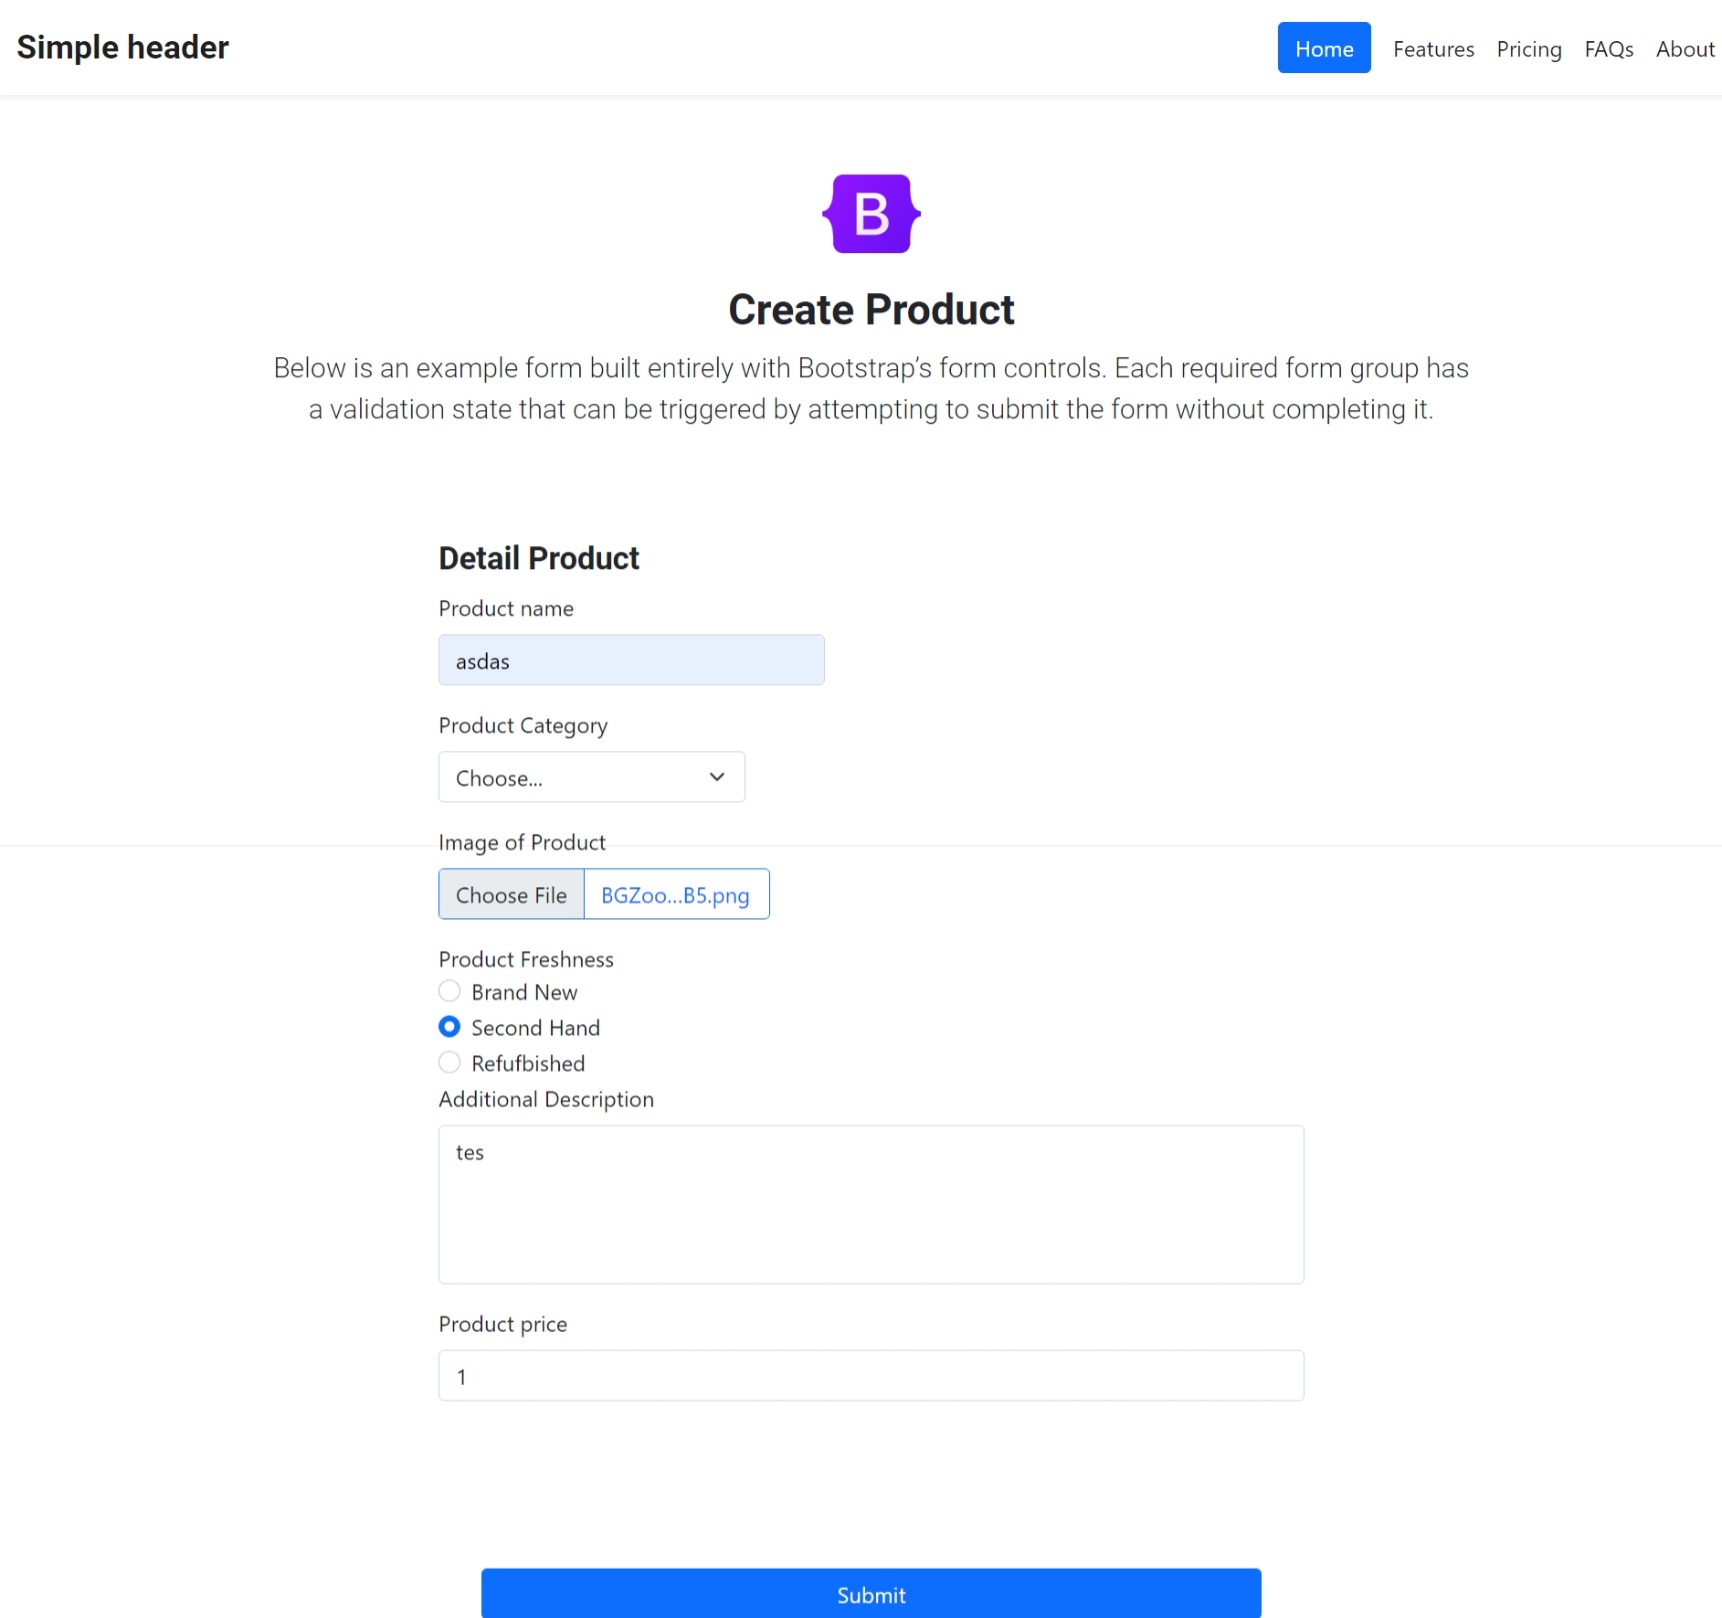 Simple header
Home Features Pricing FAQs About
B
Create Product
Below is an example form built entirely with Bootstrap’s form controls. Each required form group has
a validation state that can be triggered by attempting to submit the form without completing it.
Detail Product
Product name
asdas
Product Category
Choose...
Image of Product
Choose File BGZoo...B5.png
Product Freshness
Brand New
Second Hand
Refufbished
Additional Description
tes
Product price
1
Submit